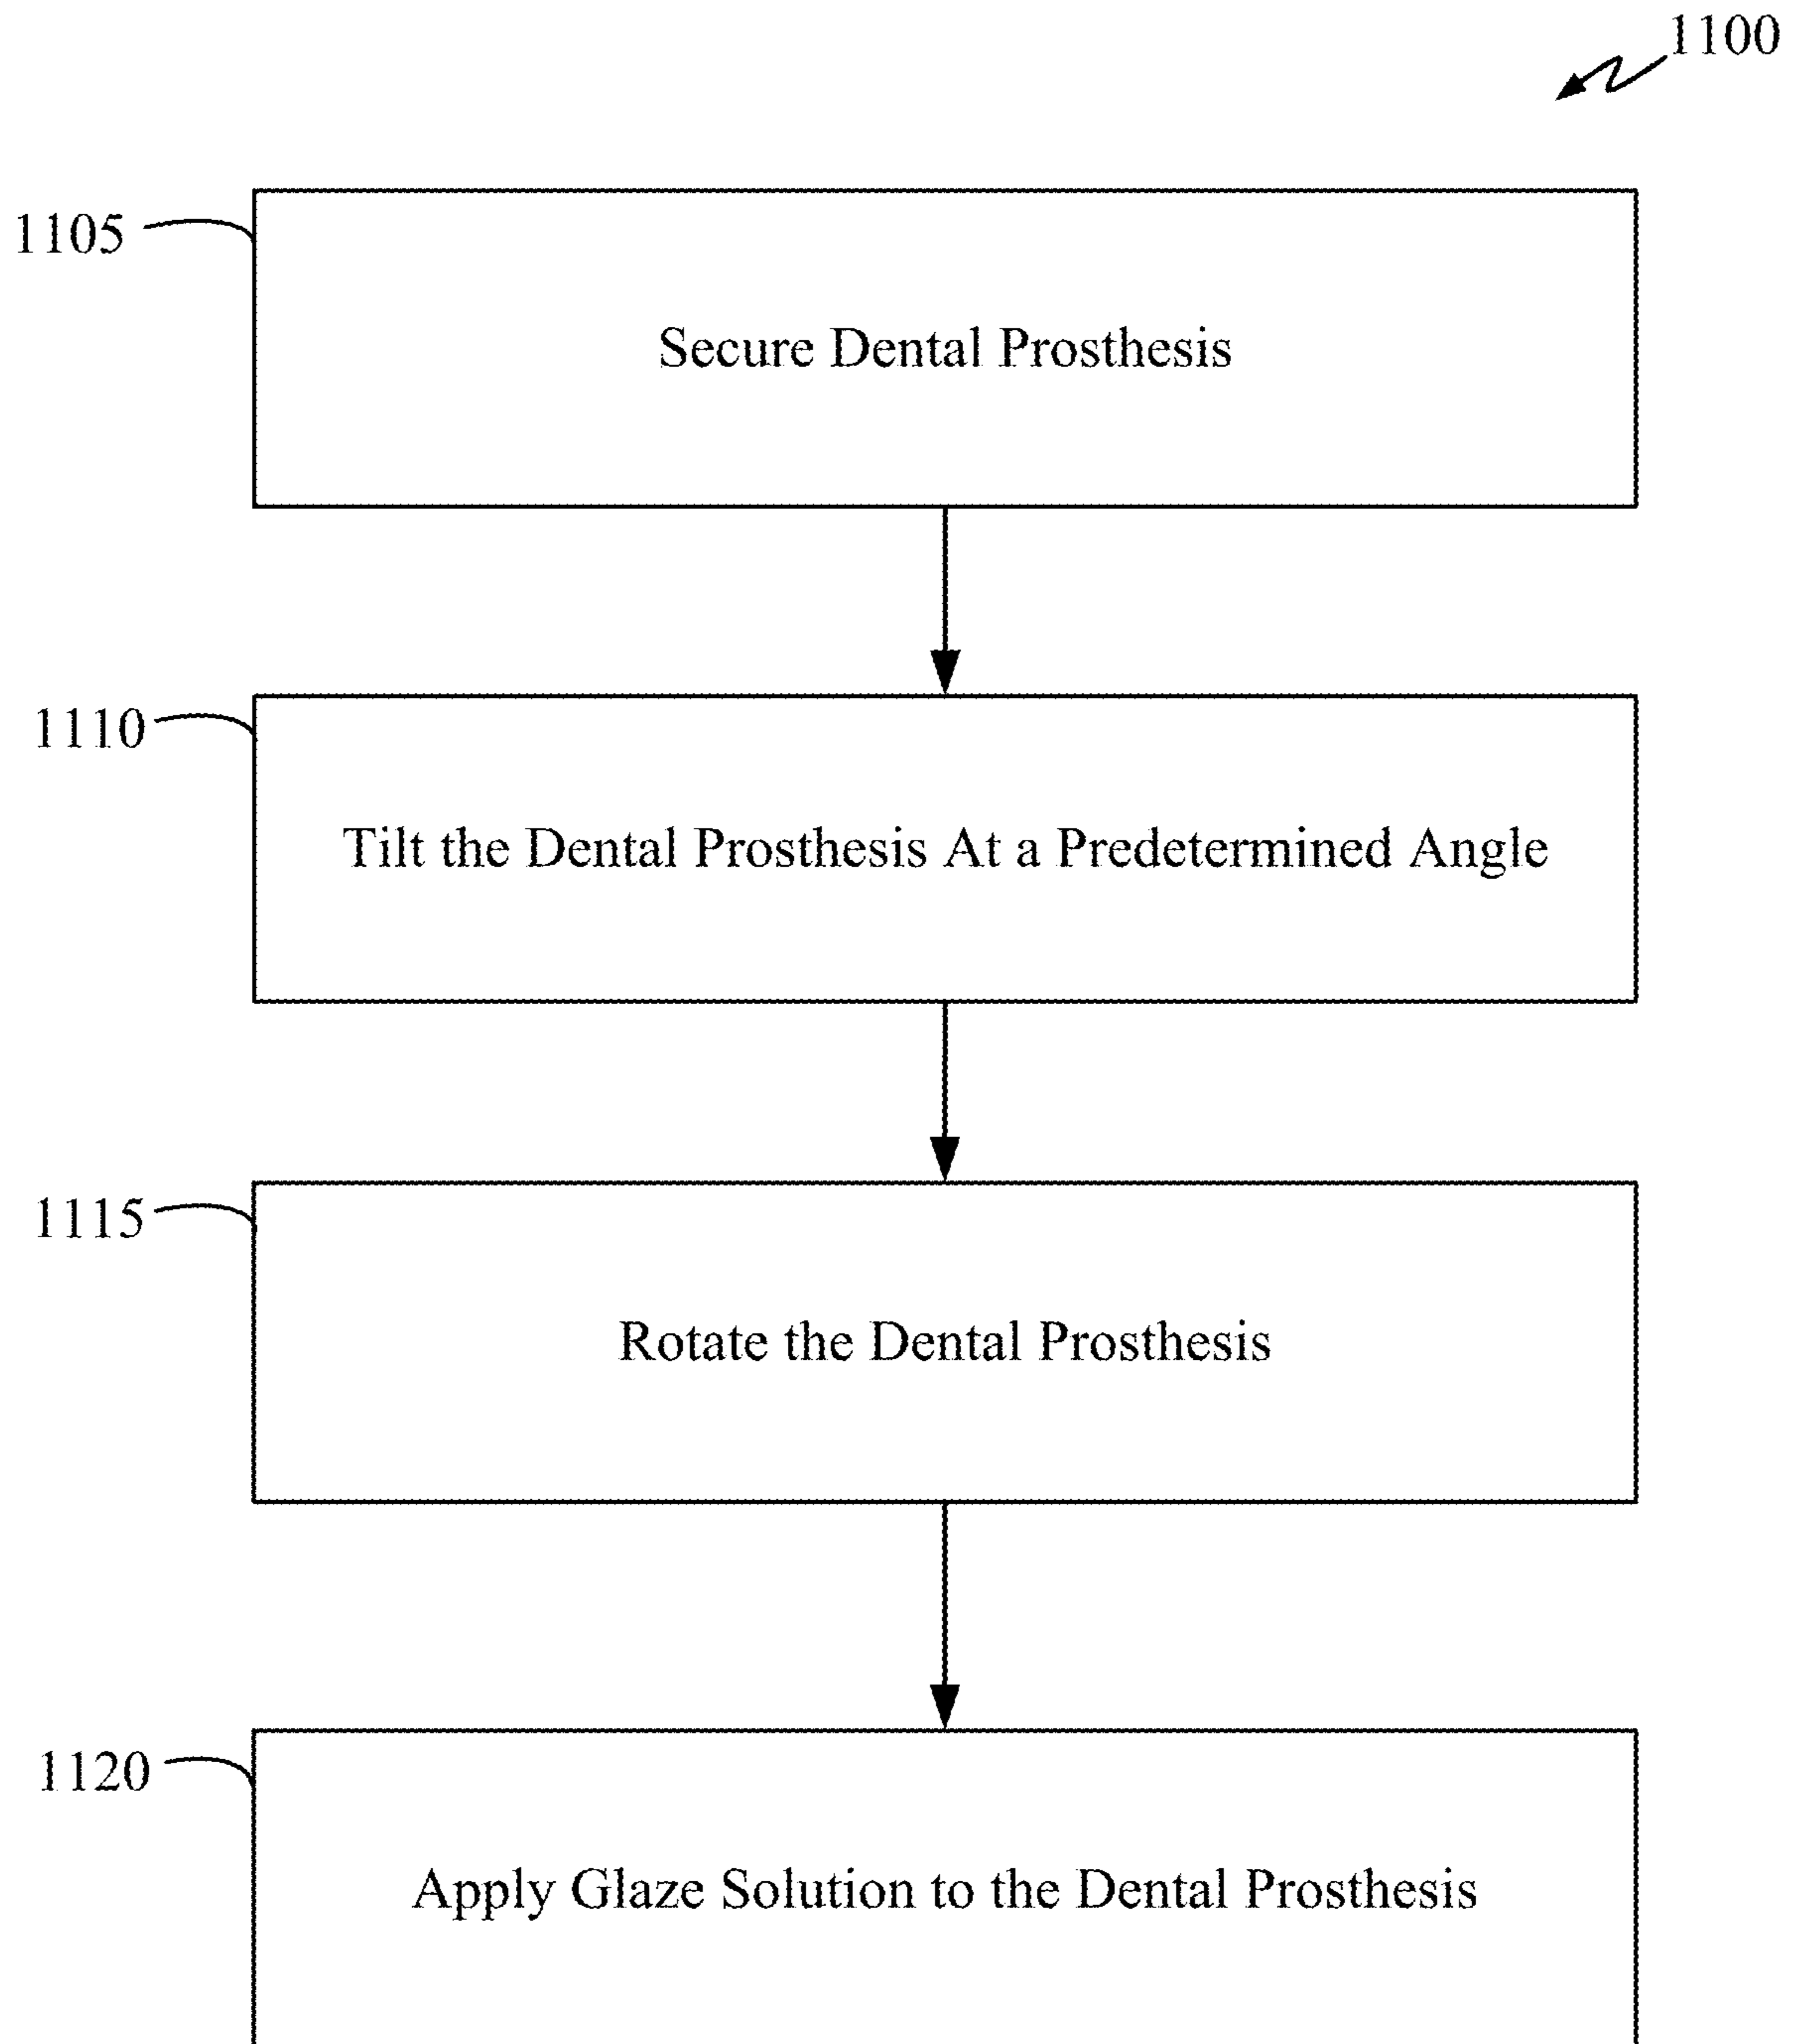 1100
1105
Secure Dental Prosthesis
1110
Tilt the Dental Prosthesis At a Predetermined Angle
1115
Rotate the Dental Prosthesis
1120
Apply Glaze Solution to the Dental Prosthesis